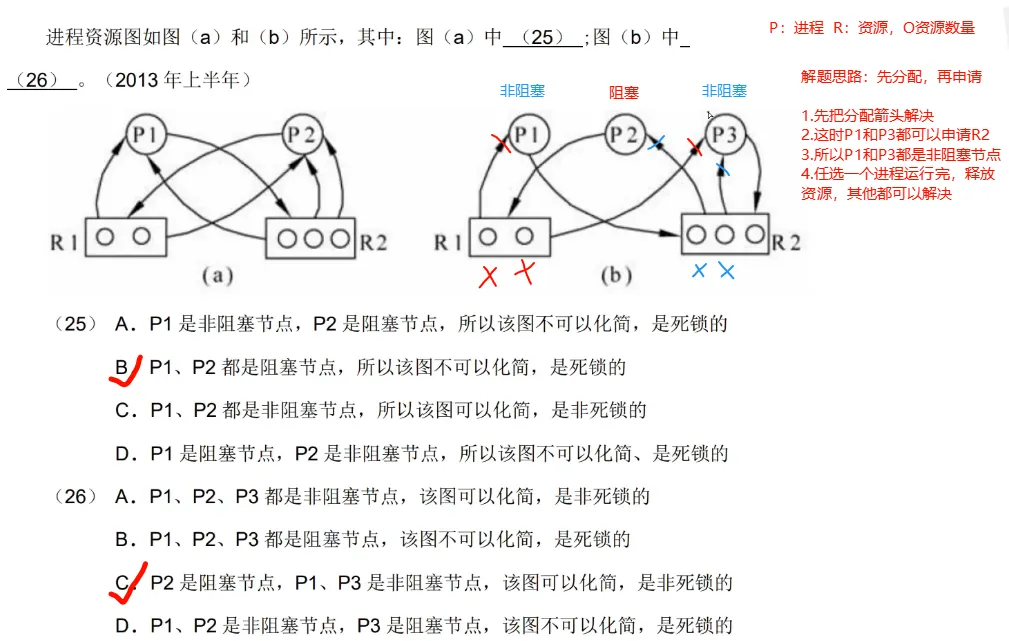 进程资源图如图（a）和（b）所示，其中：图（a）中 （25） ;图（b）中_
（26） 。（2013 年上半年）
P：进程 R：资源，O资源数量
解题思路：先分配，再申请
1.先把分配箭头解决
2.这时P1和P3都可以申请R2
3.所以P1和P3都是非阻塞节点
4.任选一个进程运行完，释放
资源，其他都可以解决
非阻塞 阻塞 非阻塞
P1 P2 P1 P2 P3
R1 R2 R1 R2
(a) (b)
（25） A．P1 是非阻塞节点，P2 是阻塞节点，所以该图不可以化简，是死锁的
B P1、P2 都是阻塞节点，所以该图不可以化简，是死锁的
C．P1、P2 都是非阻塞节点，所以该图可以化简，是非死锁的
D．P1 是阻塞节点，P2 是非阻塞节点，所以该图不可以化简、是死锁的
（26） A．P1、P2、P3 都是非阻塞节点，该图可以化简，是非死锁的
B．P1、P2、P3 都是阻塞节点，该图不可以化简，是死锁的
C．P2 是阻塞节点，P1、P3 是非阻塞节点，该图可以化简，是非死锁的
D．P1、P2 是非阻塞节点，P3 是阻塞节点，该图不可以化简，是死锁的